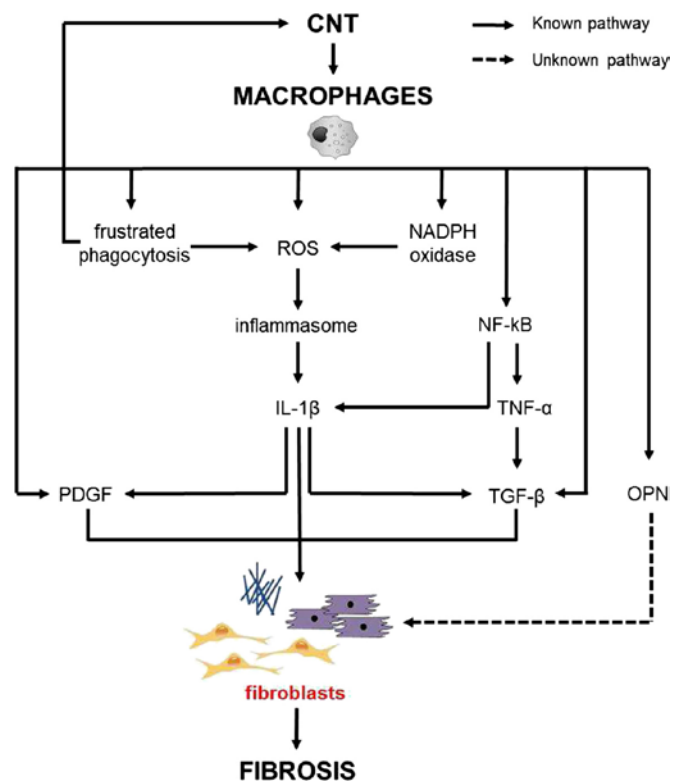 CNT
Known pathway
Unknown pathway
MACROPHAGES
frustrated
phagocytosis
ROS
NADPH
oxidase
inflammasome
NF-kB
IL-1β
TNF-α
PDGF
TGF-β
OPN
fibroblasts
FIBROSIS